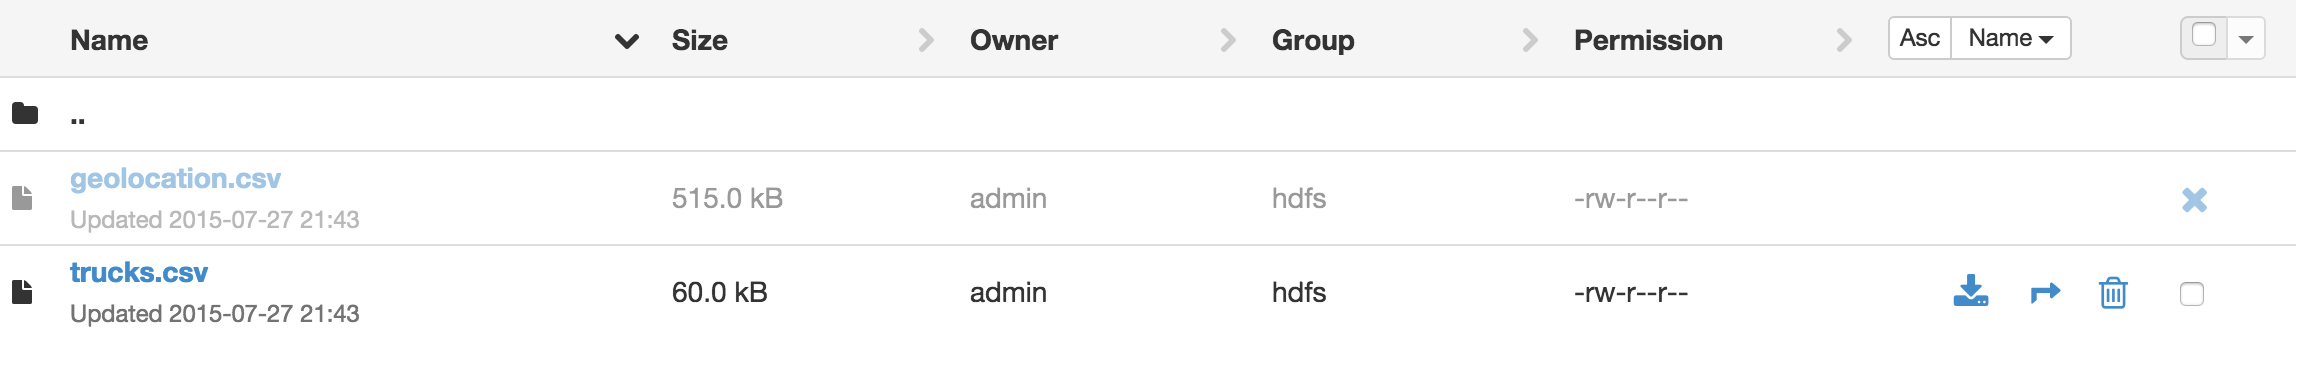 Name Size Owner Group Permission Asc Name
..
geolocation.csv
Updated 2015-07-27 21:43 515.0 kB admin hdfs -rw-r--r--
trucks.csv
Updated 2015-07-27 21:43 60.0 kB admin hdfs -rw-r--r--